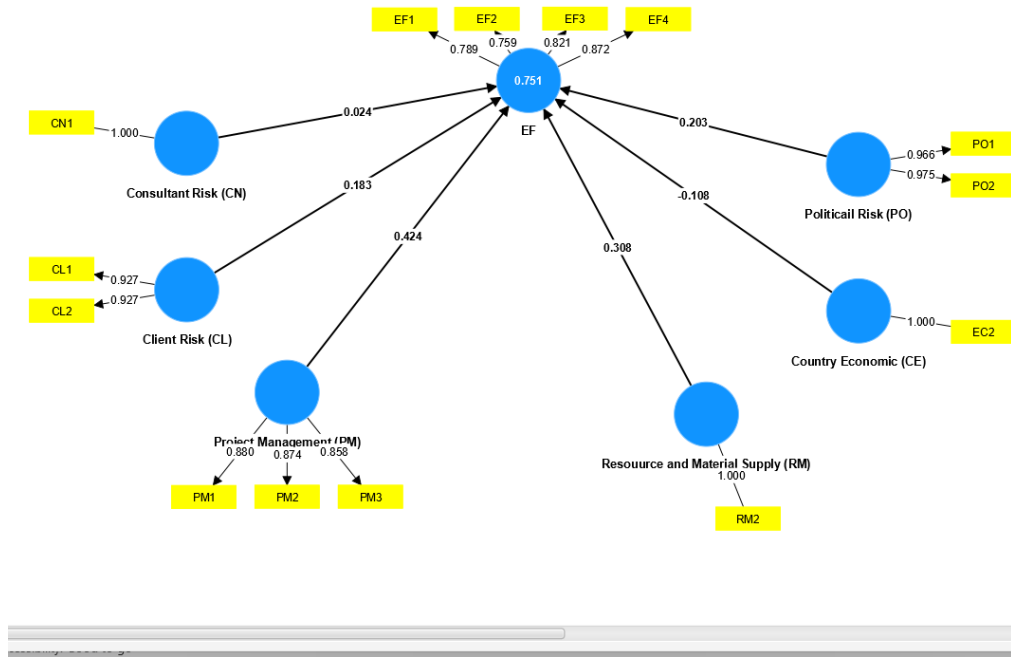 EF1 EF2 EF3 EF4
0.789 0.759 0.821 0.872
0.751
EF
CN1 1.000
0.024
Consultant Risk (CN)
0.203
PO1
0.966
0.975
PO2
Politicail Risk (PO)
0.183
-0.108
0.424
0.308
CL1
0.927
CL2
0.927
Client Risk (CL)
1.000
EC2
Country Economic (CE)
Project Management (PM)
0.880 0.874 0.858
PM1 PM2 PM3
Resouurce and Material Supply (RM)
1.000
RM2